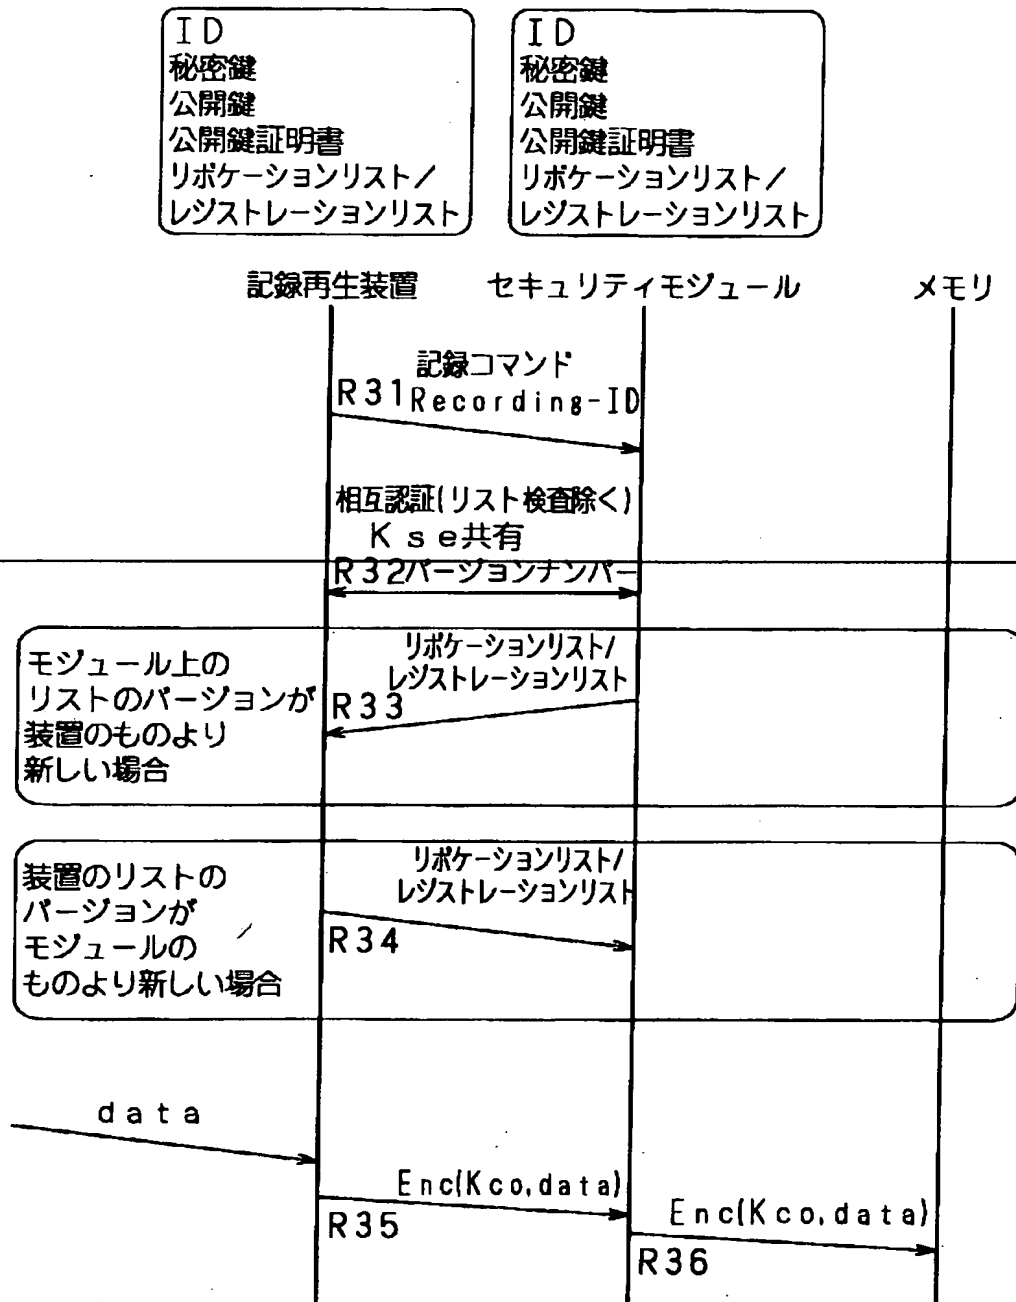 ID
秘密鍵
公開鍵
公開鍵証明書
リボケーションリスト/
レジストレーションリスト
ID
秘密鍵
公開鍵
公開鍵証明書
リボケーションリスト/
レジストレーションリスト
記録再生装置
セキュリティモジュール
メモリ
記録コマンド
R31 Recording-ID
相互認証(リスト検査除く)
Kse共有
R32 バージョンナンバー
モジュール上の
リストのバージョンが
装置のものより
新しい場合
リボケーションリスト/
レジストレーションリスト
R33
装置のリストの
バージョンが
モジュールの
ものより新しい場合
リボケーションリスト/
レジストレーションリスト
R34
data
Enc(Kco,data)
R35
Enc(Kco,data)
R36